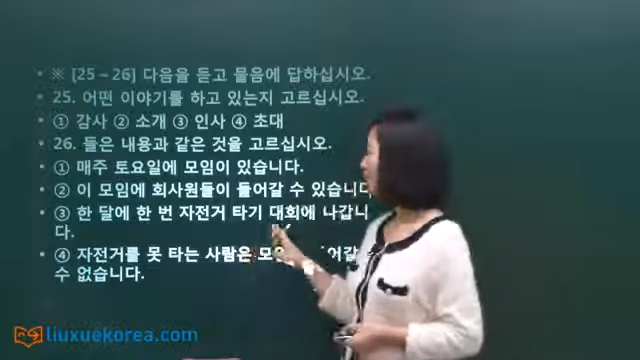 • ※ [25~26] 다음을 듣고 물음에 답하십시오.
• 25. 어떤 이야기를 하고 있는지 고르십시오.
• ① 감사 ② 소개 ③ 인사 ④ 초대
• 26. 들은 내용과 같은 것을 고르십시오.
• ① 매주 토요일에 모임이 있습니다.
• ② 이 모임에 회사원들이 들어갈 수 있습니다
• ③ 한 달에 한 번 자전거 타기 대회에 나갑니
다.
• ④ 자전거를 못 타는 사람은
수 없습니다.
liuxuekorea.com